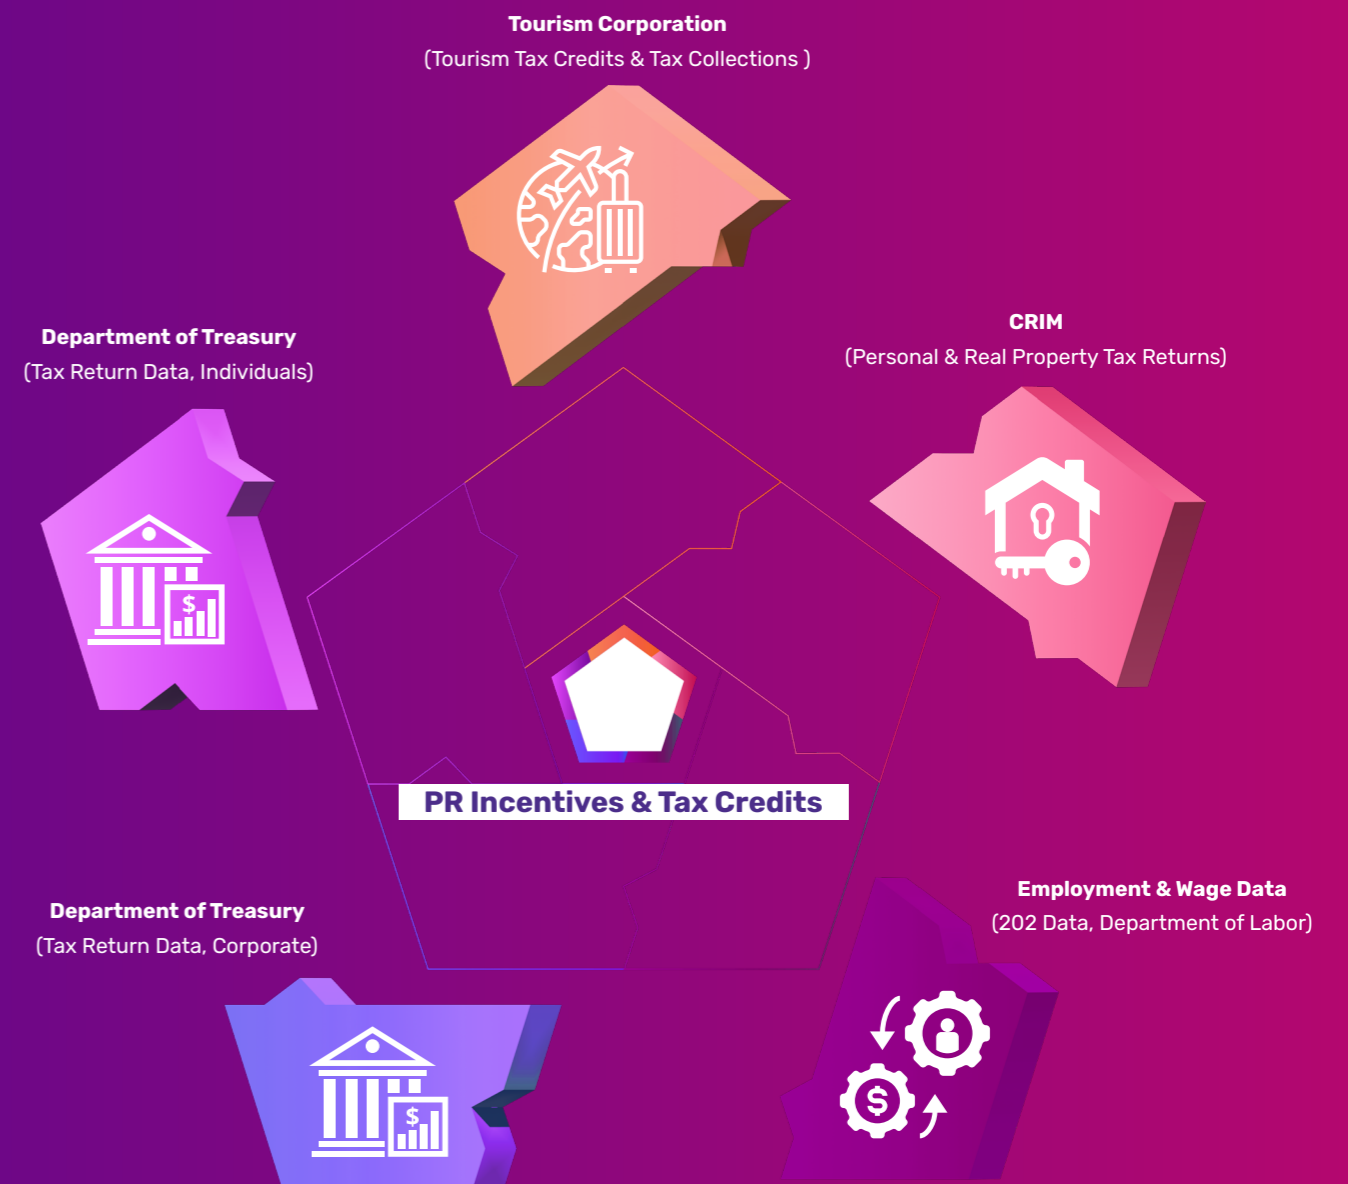 Tourism Corporation
(Tourism Tax Credits & Tax Collections )
CRIM
(Personal & Real Property Tax Returns)
Department of Treasury
(Tax Return Data, Individuals)
$
PR Incentives & Tax Credits
Employment & Wage Data
(202 Data, Department of Labor)
Department of Treasury
(Tax Return Data, Corporate)
$
$